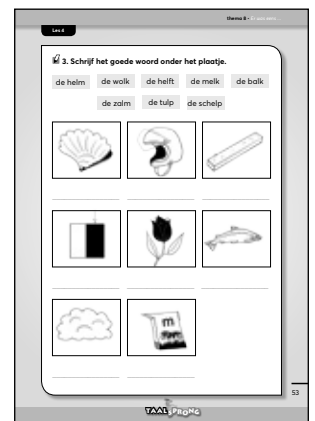 thema 8 •
Les 4
3. Schrijf het goede woord onder het plaatje.
de helm de wolk de helft de melk de balk
de zalm de tulp de schelp
m
53
TAALSPRONG